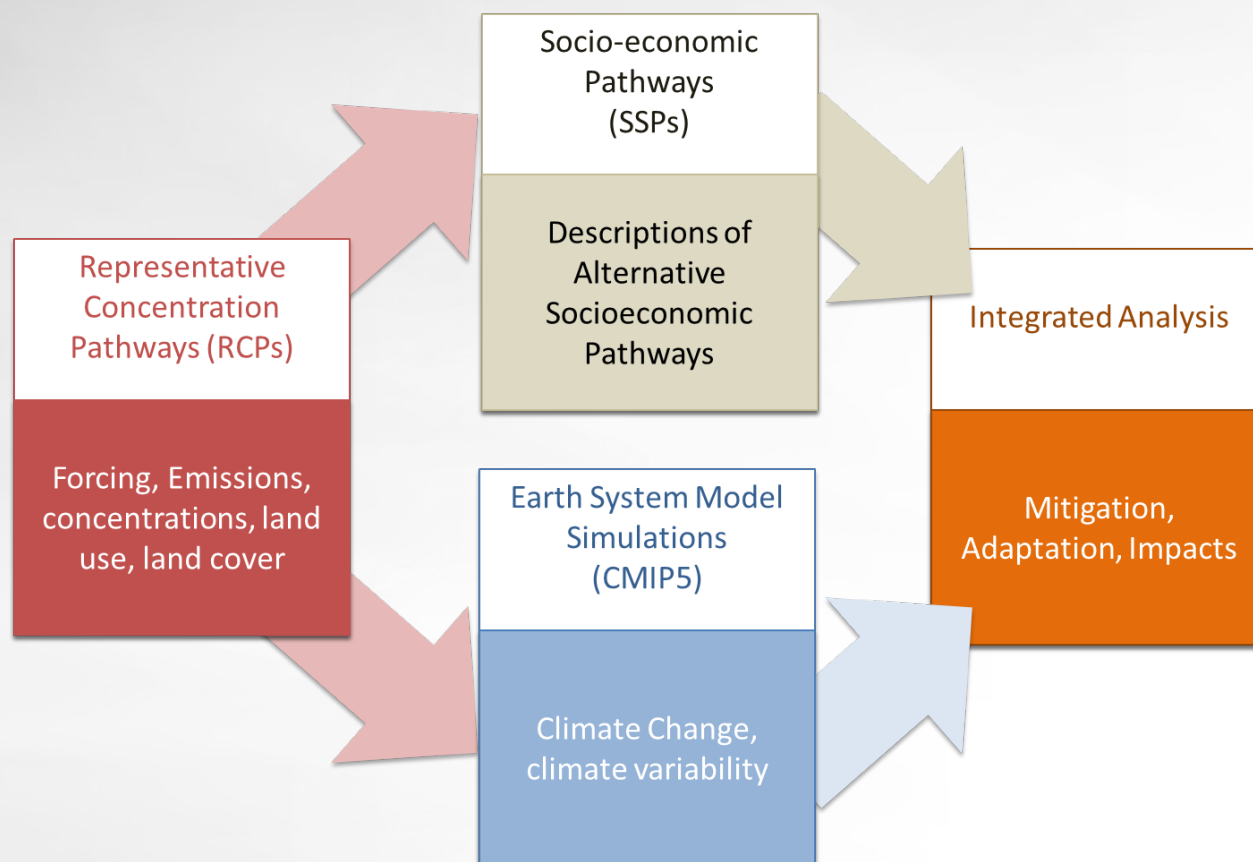 Socio-economic
Pathways
(SSPs)
Descriptions of
Alternative
Socioeconomic
Pathways
Representative
Concentration
Pathways (RCPs)
Forcing, Emissions,
concentrations, land
use, land cover
Earth System Model
Simulations
(CMIP5)
Climate Change,
climate variability
Integrated Analysis
Mitigation,
Adaptation, Impacts